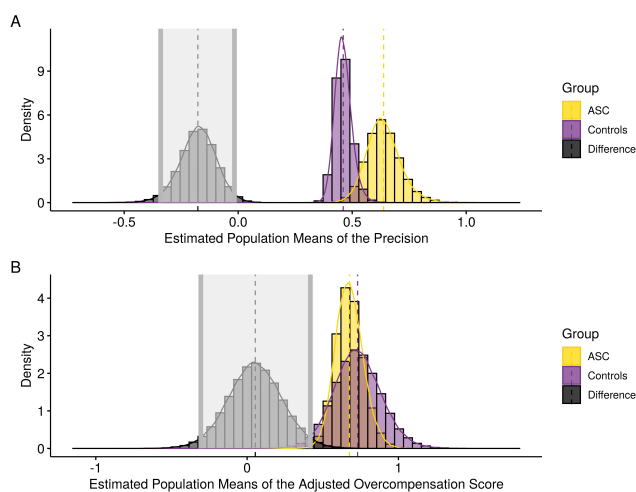 A
Density
9
6
3
0
-0.5
0.0
0.5
1.0
Estimated Population Means of the Precision
Group
ASC
Controls
Difference
B
Density
4
3
2
1
0
-1
0
1
Estimated Population Means of the Adjusted Overcompensation Score
Group
ASC
Controls
Difference